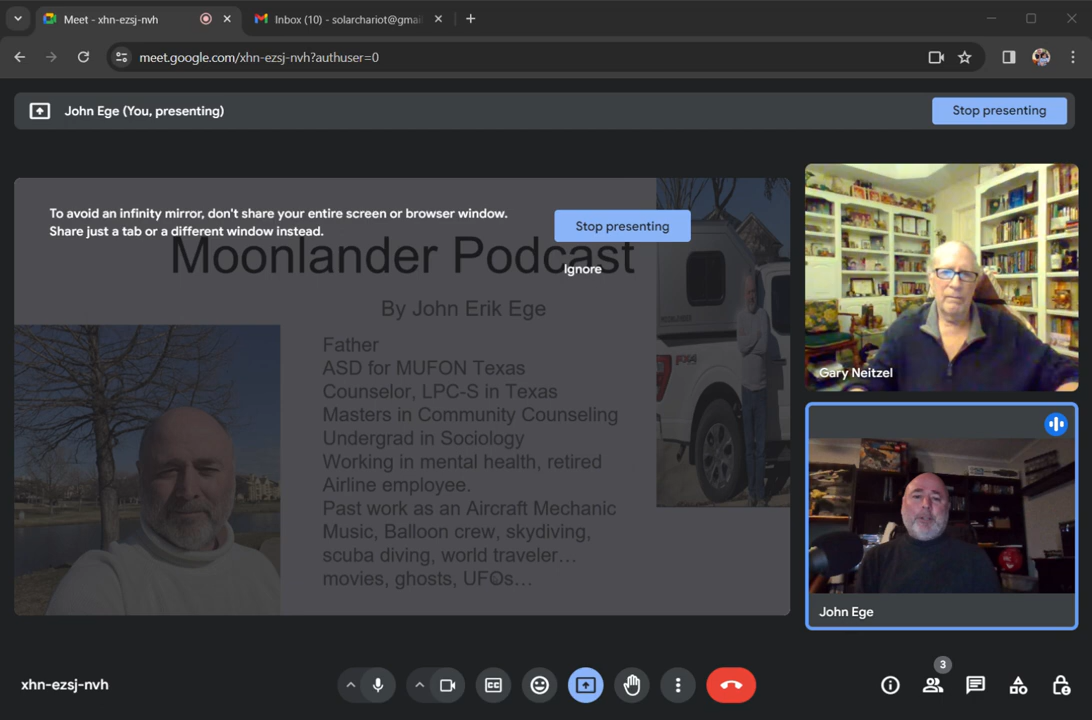 Meet - xhn-ezsj-nvh
Inbox (10) - solarchariot@gmai
meet.google.com/xhn-ezsj-nvh?authuser=0
John Ege (You, presenting)
Stop presenting
To avoid an infinity mirror, don't share your entire screen or browser window.
Share just a tab or a different window instead.
Stop presenting
Ignore
Moonlander Podcast
By John Erik Ege
Father
ASD for MUFON Texas
Counselor, LPC-S in Texas
Masters in Community Counseling
Undergrad in Sociology
Working in mental health, retired
Airline employee.
Past work as an Aircraft Mechanic
Music, Balloon crew, skydiving,
scuba diving, world traveler…
movies, ghosts, UFOs…
FX4
Gary Neitzel
John Ege
xhn-ezsj-nvh
3